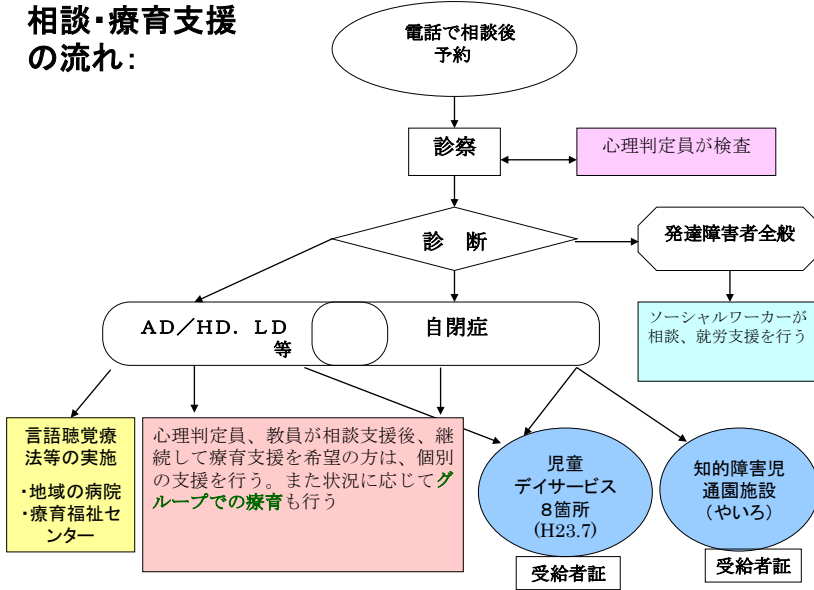 相談・療育支援
の流れ：
電話で相談後
予約
診察
心理判定員が検査
診　断
発達障害者全般
ソーシャルワーカーが
相談、就労支援を行う
ＡＤ／ＨＤ．ＬＤ
等
自閉症
言語聴覚療
法等の実施
・地域の病院
・療育福祉セ
ンター
心理判定員、教員が相談支援後、継
続して療育支援を希望の方は、個別
の支援を行う。また状況に応じてグ
ループでの療育も行う
児童
デイサービス
８箇所
(H23.7)
受給者証
知的障害児
通園施設
（やいろ）
受給者証